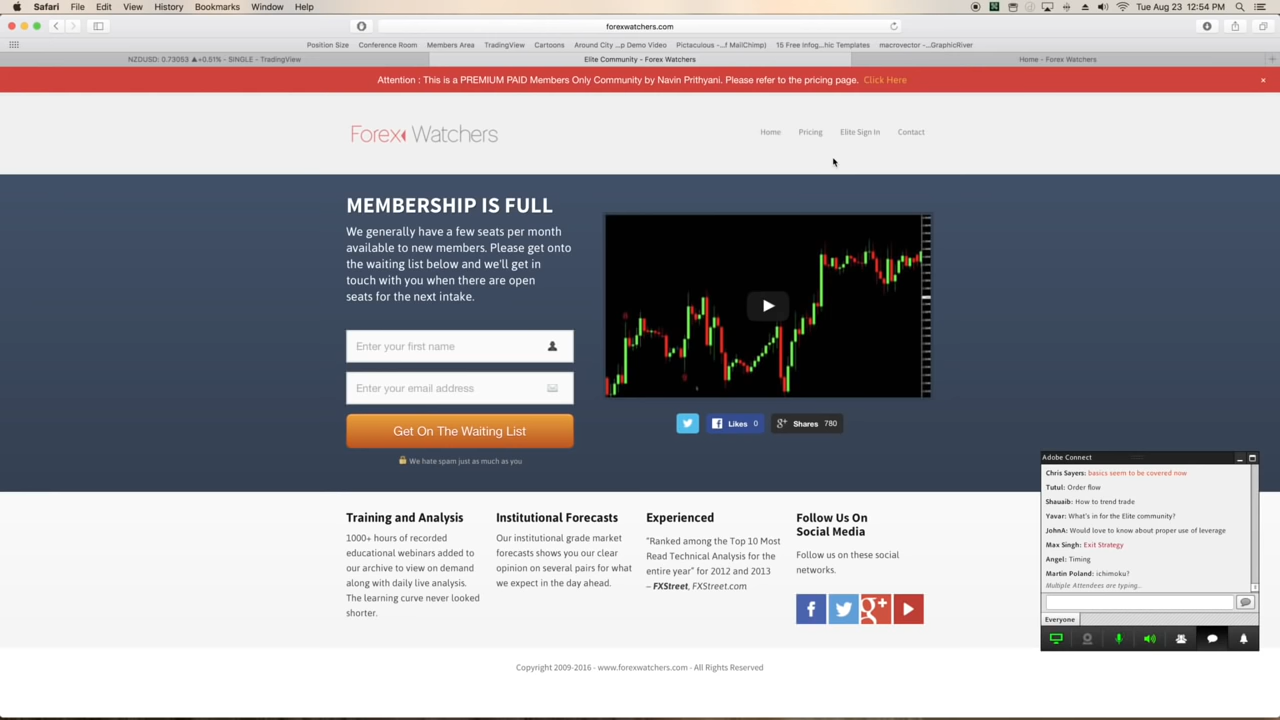 Safari File Edit View History Bookmarks Window Help Tue Aug 23 12:54 PM
forexwatchers.com
Position Size Conference Room Members Area TradingView Cartoons Around City ...p Demo Video Pictaculous -...f MailChimp) 15 Free Infog...hic Templates macrovector -...GraphicRiver
NZDUSD: 0.73053 ▲+0.51% - SINGLE - TradingView Elite Community - Forex Watchers Home - Forex Watchers
Attention : This is a PREMIUM PAID Members Only Community by Navin Prithyani. Please refer to the pricing page. Click Here ×
Forex Watchers
Home Pricing Elite Sign In Contact
MEMBERSHIP IS FULL
We generally have a few seats per month
available to new members. Please get onto
the waiting list below and we'll get in
touch with you when there are open
seats for the next intake.
Enter your first name
Enter your email address
Get On The Waiting List
We hate spam just as much as you
Likes 0 Shares 780
Training and Analysis
1000+ hours of recorded
educational webinars added to
our archive to view on demand
along with daily live analysis.
The learning curve never looked
shorter.
Institutional Forecasts
Our institutional grade market
forecasts shows you our clear
opinion on several pairs for what
we expect in the day ahead.
Experienced
"Ranked among the Top 10 Most
Read Technical Analysis for the
entire year" for 2012 and 2013
– FXStreet, FXStreet.com
Follow Us On
Social Media
Follow us on these social
networks.
Adobe Connect
Chris Sayers: basics seem to be covered now
Tutul: Order flow
Shauaib: How to trend trade
Yavar: What's in for the Elite community?
JohnA: Would love to know about proper use of leverage
Max Singh: Exit Strategy
Angel: Timing
Martin Poland: ichimoku?
Multiple Attendees are typing...
Everyone
Copyright 2009-2016 - www.forexwatchers.com - All Rights Reserved